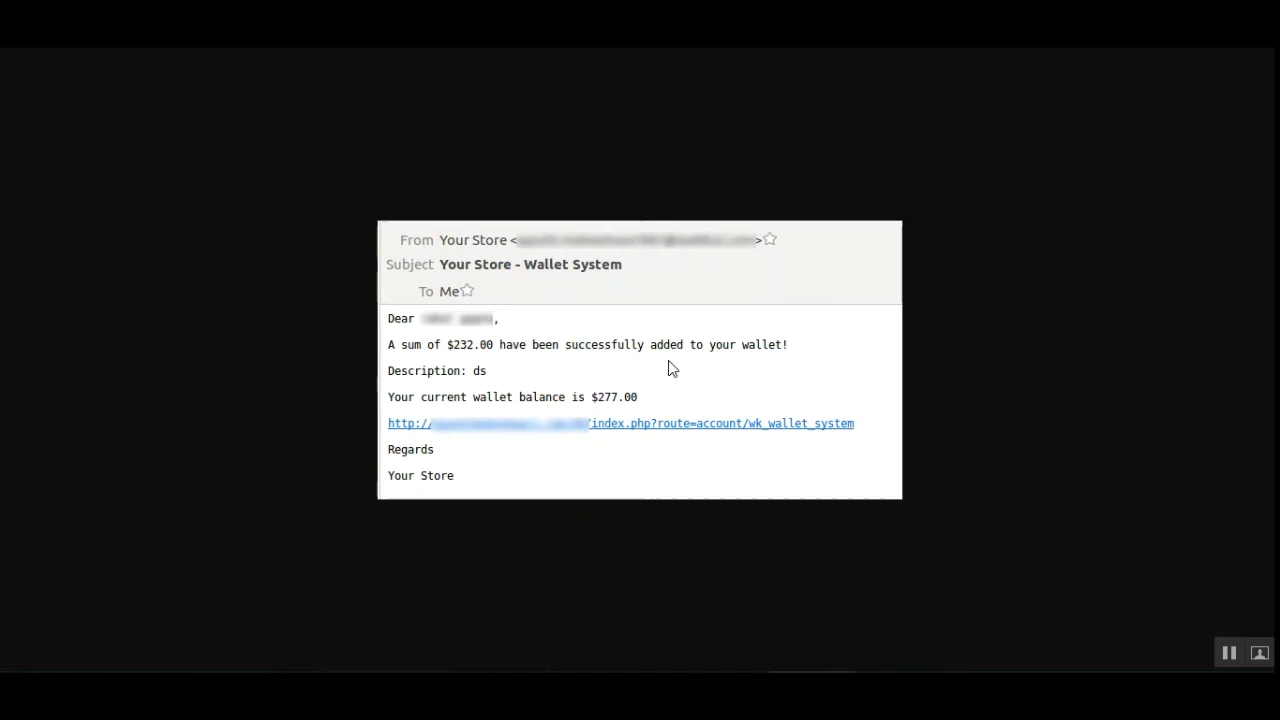 From Your Store < >
Subject Your Store - Wallet System
To Me
Dear ,
A sum of $232.00 have been successfully added to your wallet!
Description: ds
Your current wallet balance is $277.00
http:// /index.php?route=account/wk_wallet_system
Regards
Your Store